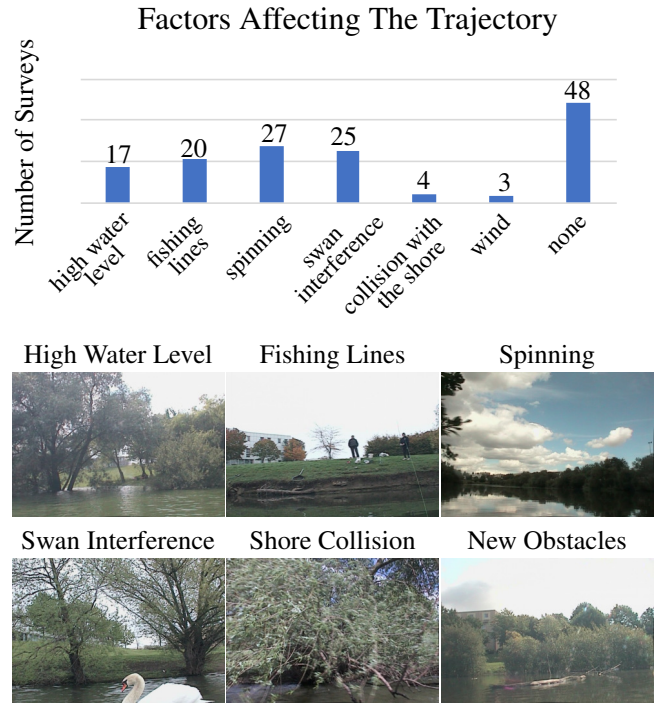 Factors Affecting The Trajectory
Number of Surveys
17
20
27
25
4
3
48
high water
level
fishing
lines
spinning
swan
interference
collision with
the shore
wind
none
High Water Level
Fishing Lines
Spinning
Swan Interference
Shore Collision
New Obstacles